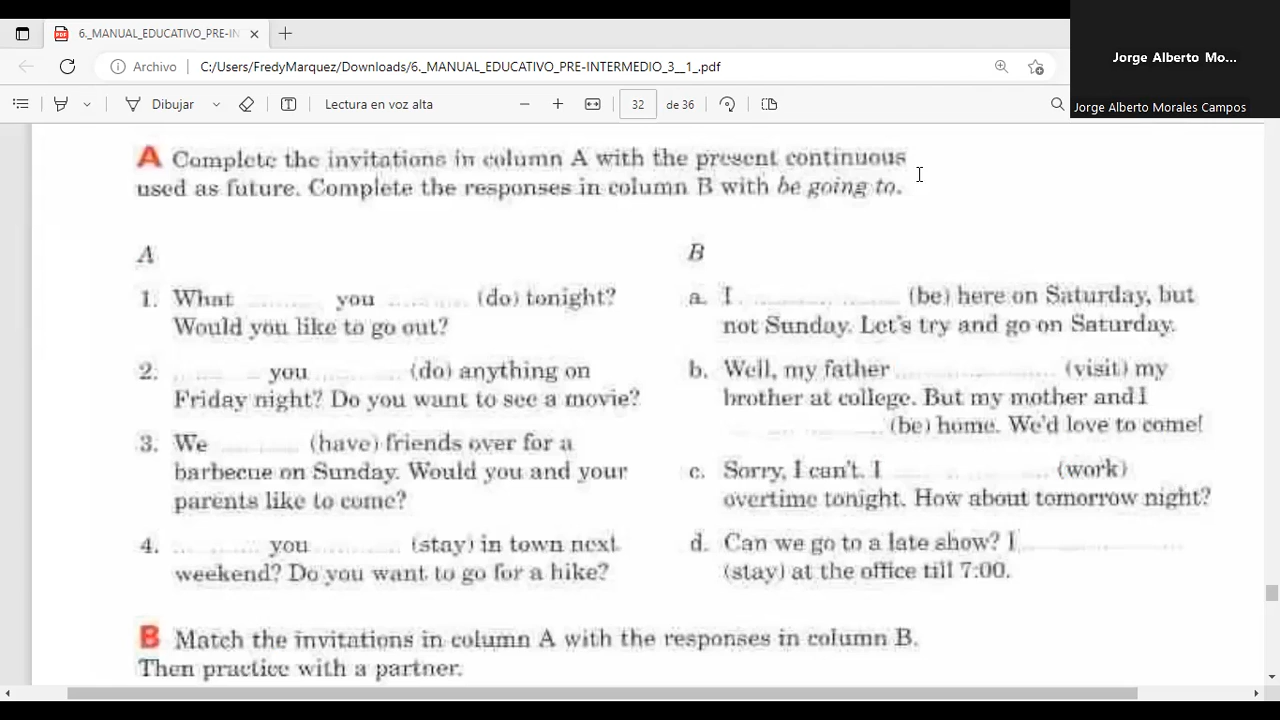 6._MANUAL_EDUCATIVO_PRE-IN
Jorge Alberto Mo...
Jorge Alberto Morales Campos
Archivo C:/Users/FredyMarquez/Downloads/6._MANUAL_EDUCATIVO_PRE-INTERMEDIO_3__1_.pdf
Dibujar Lectura en voz alta 32 de 36
A Complete the invitations in column A with the present continuous
used as future. Complete the responses in column B with be going to.
A
1. What ........ you ........ (do) tonight?
Would you like to go out?
2. ........ you ........ (do) anything on
Friday night? Do you want to see a movie?
3. We ........ (have) friends over for a
barbecue on Sunday. Would you and your
parents like to come?
4. ........ you ........ (stay) in town next
weekend? Do you want to go for a hike?
B
a. I ........ ........ (be) here on Saturday, but
not Sunday. Let's try and go on Saturday.
b. Well, my father ........ ........ (visit) my
brother at college. But my mother and I
........ ........ (be) home. We'd love to come!
c. Sorry, I can't. I ........ ........ (work)
overtime tonight. How about tomorrow night?
d. Can we go to a late show? I ........ ........
(stay) at the office till 7:00.
B Match the invitations in column A with the responses in column B.
Then practice with a partner.